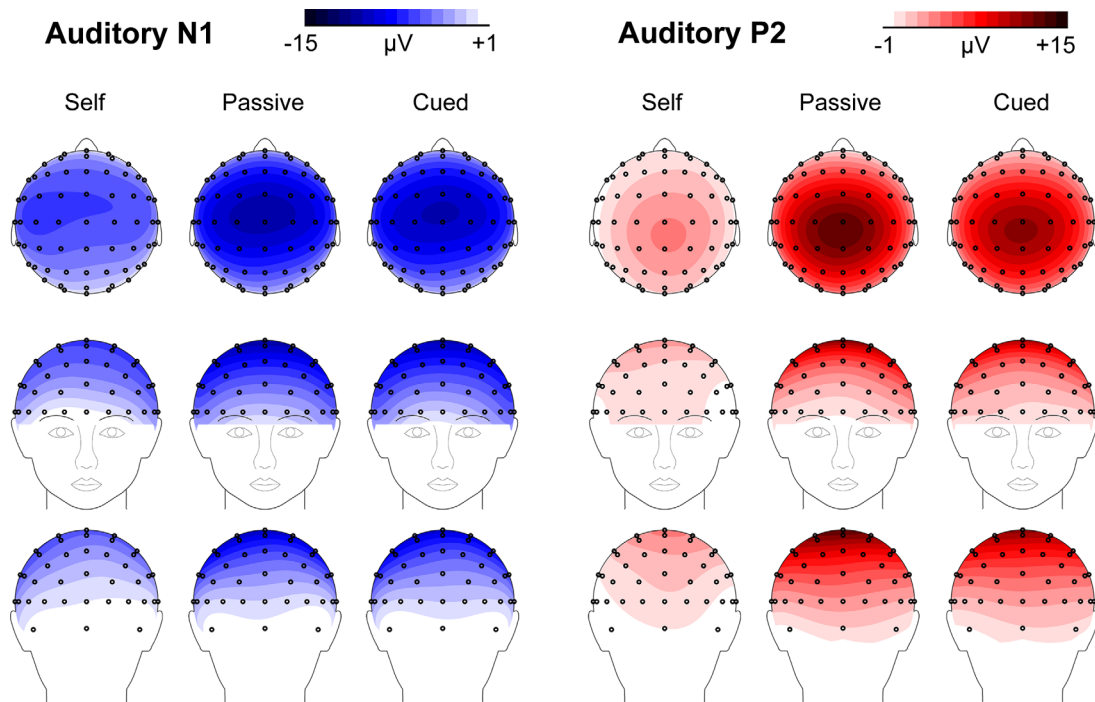 Auditory N1
-15 µV +1
Self Passive Cued
Auditory P2
-1 µV +15
Self Passive Cued